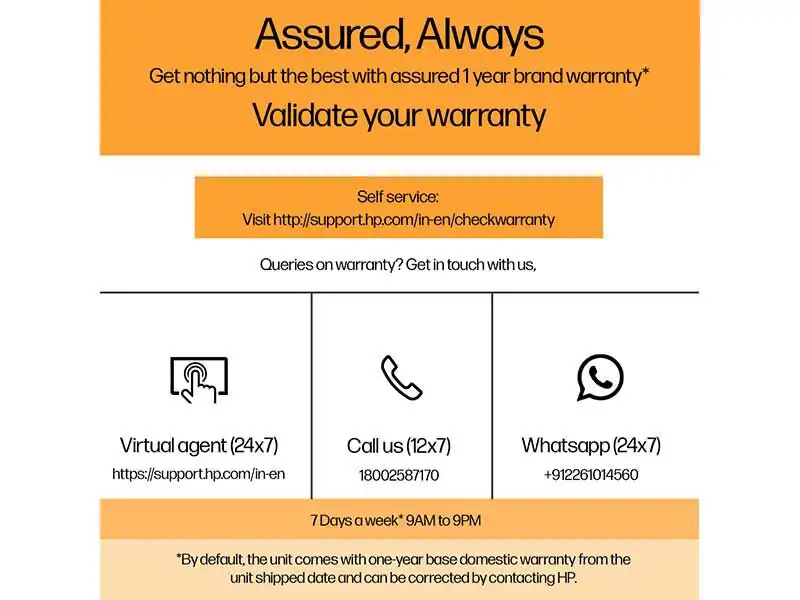 Assured, Always
Get nothing but the best with assured 1 year brand warranty*
Validate your warranty
Self service:
Visit http://support.hp.com/in-en/checkwarranty
Queries on warranty? Get in touch with us,
Virtual agent (24x7)
https://support.hp.com/in-en
Call us (12x7)
18002587170
Whatsapp (24x7)
+912261014560
7 Days a week* 9AM to 9PM
*By default, the unit comes with one-year base domestic warranty from the
unit shipped date and can be corrected by contacting HP.